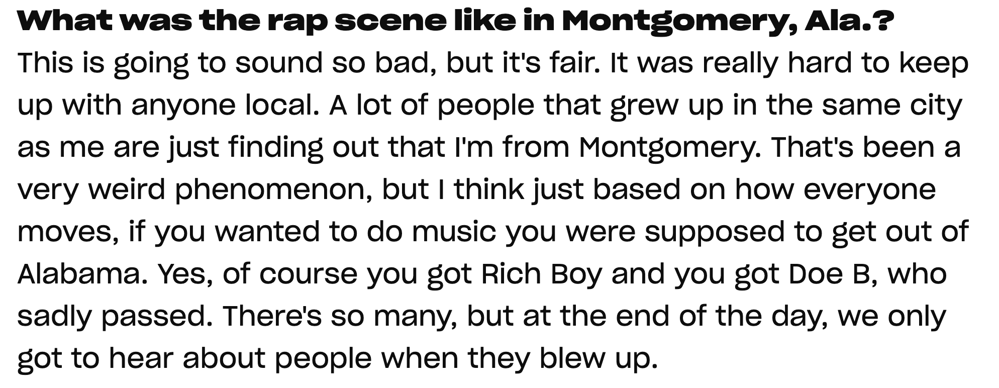 What was the rap scene like in Montgomery, Ala.?
This is going to sound so bad, but it's fair. It was really hard to keep
up with anyone local. A lot of people that grew up in the same city
as me are just finding out that I'm from Montgomery. That's been a
very weird phenomenon, but I think just based on how everyone
moves, if you wanted to do music you were supposed to get out of
Alabama. Yes, of course you got Rich Boy and you got Doe B, who
sadly passed. There's so many, but at the end of the day, we only
got to hear about people when they blew up.